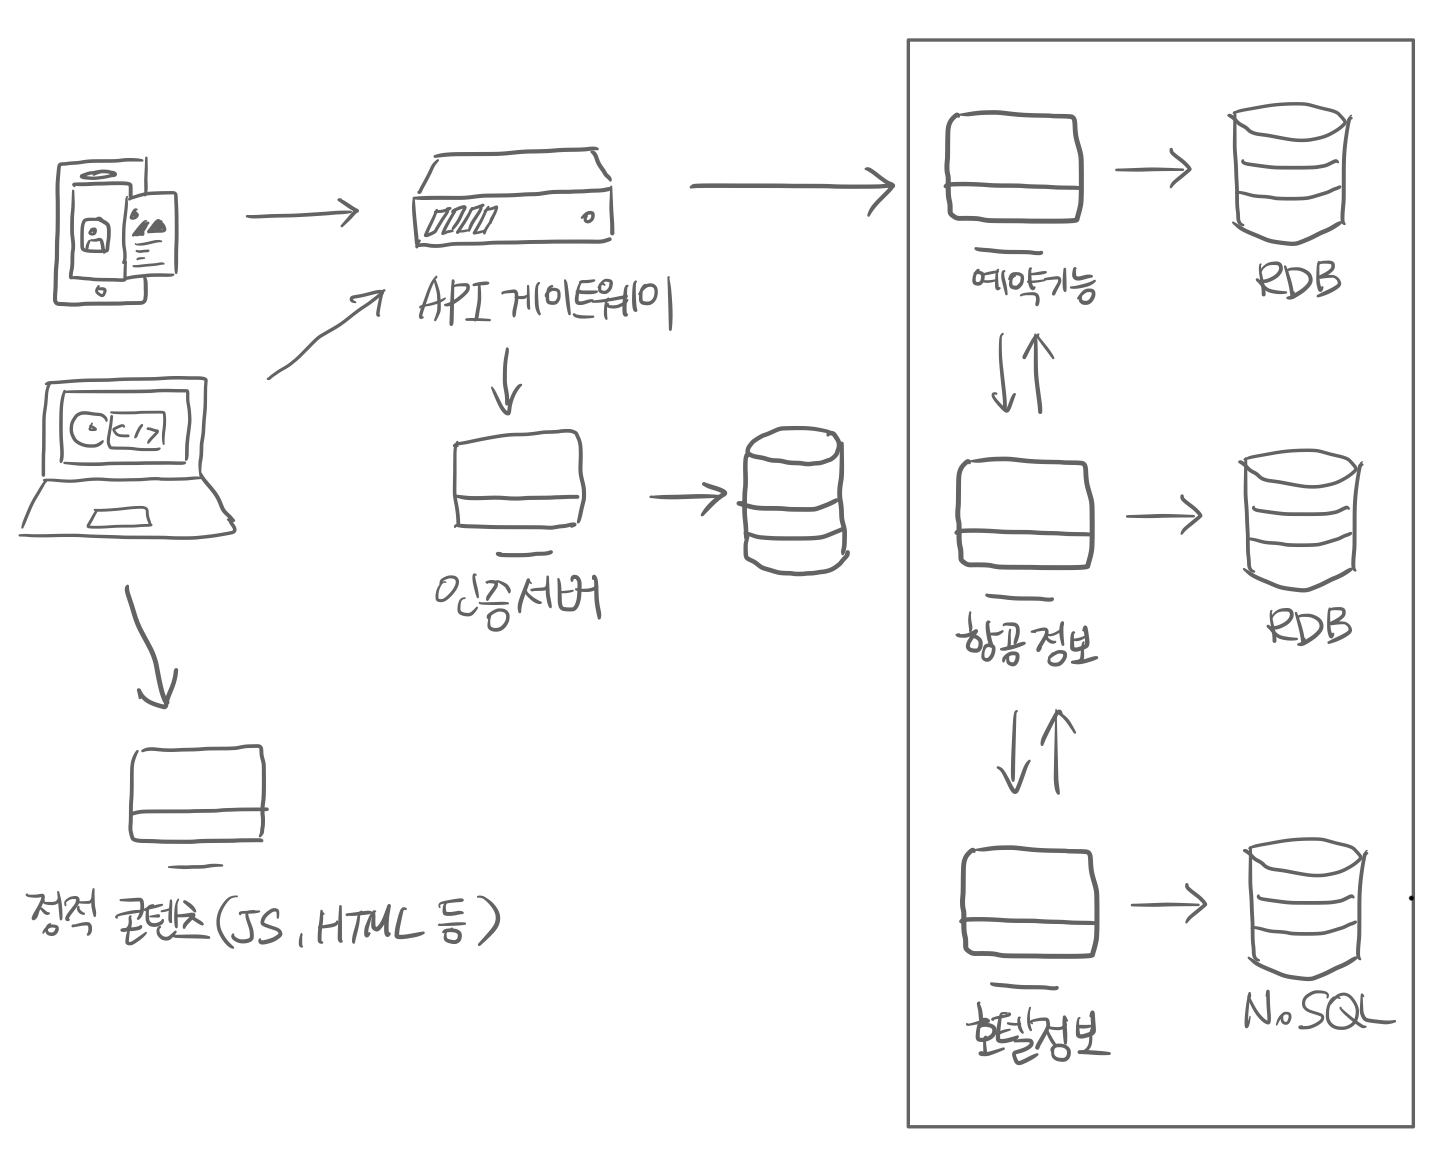 </>
API 게이트웨이
인증서버
정적 콘텐츠(JS, HTML 등)
예약기능
RDB
항공정보
RDB
호텔정보
NoSQL